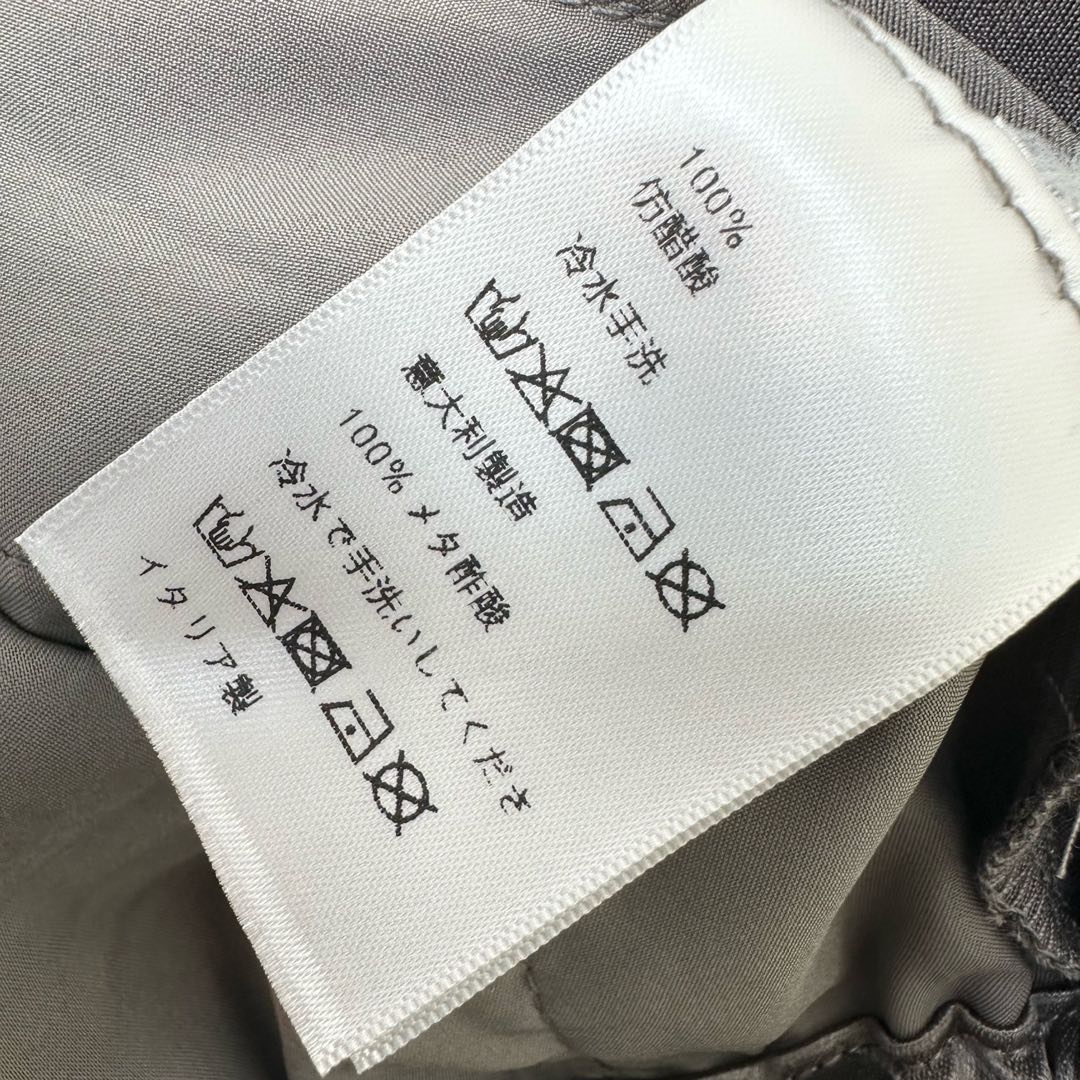 100%
仿醋酸
冷水手洗
意大利製造
100% メタ酢酸
冷水で手洗いしてくださ
イタリア製